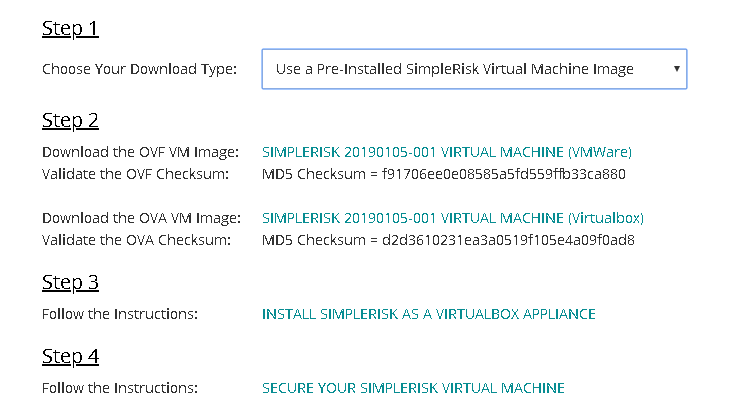 Step 1
Choose Your Download Type: Use a Pre-Installed SimpleRisk Virtual Machine Image
Step 2
Download the OVF VM Image: SIMPLERISK 20190105-001 VIRTUAL MACHINE (VMWare)
Validate the OVF Checksum: MD5 Checksum = f91706ee0e08585a5fd559ffb33ca880
Download the OVA VM Image: SIMPLERISK 20190105-001 VIRTUAL MACHINE (Virtualbox)
Validate the OVA Checksum: MD5 Checksum = d2d3610231ea3a0519f105e4a09f0ad8
Step 3
Follow the Instructions: INSTALL SIMPLERISK AS A VIRTUALBOX APPLIANCE
Step 4
Follow the Instructions: SECURE YOUR SIMPLERISK VIRTUAL MACHINE